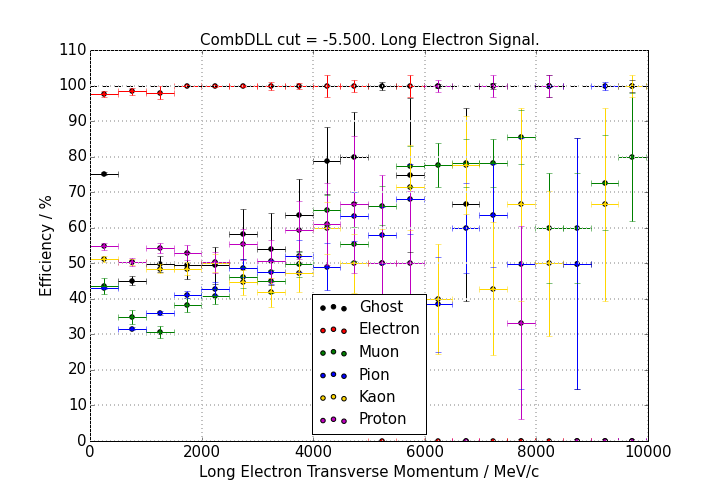 CombDLL cut = -5.500. Long Electron Signal.
110
100
90
80
70
60
50
40
30
20
10
0
Efficiency / %
Ghost
Electron
Muon
Pion
Kaon
Proton
0 2000 4000 6000 8000 10000
Long Electron Transverse Momentum / MeV/c